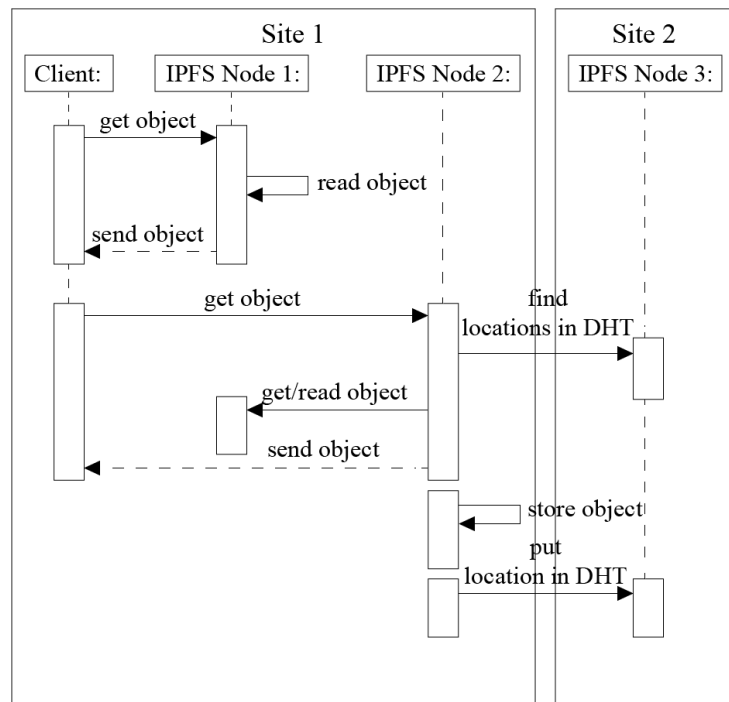 Site 1
Site 2
Client:
IPFS Node 1:
IPFS Node 2:
IPFS Node 3:
get object
read object
send object
get object
find
locations in DHT
get/read object
send object
store object
put
location in DHT